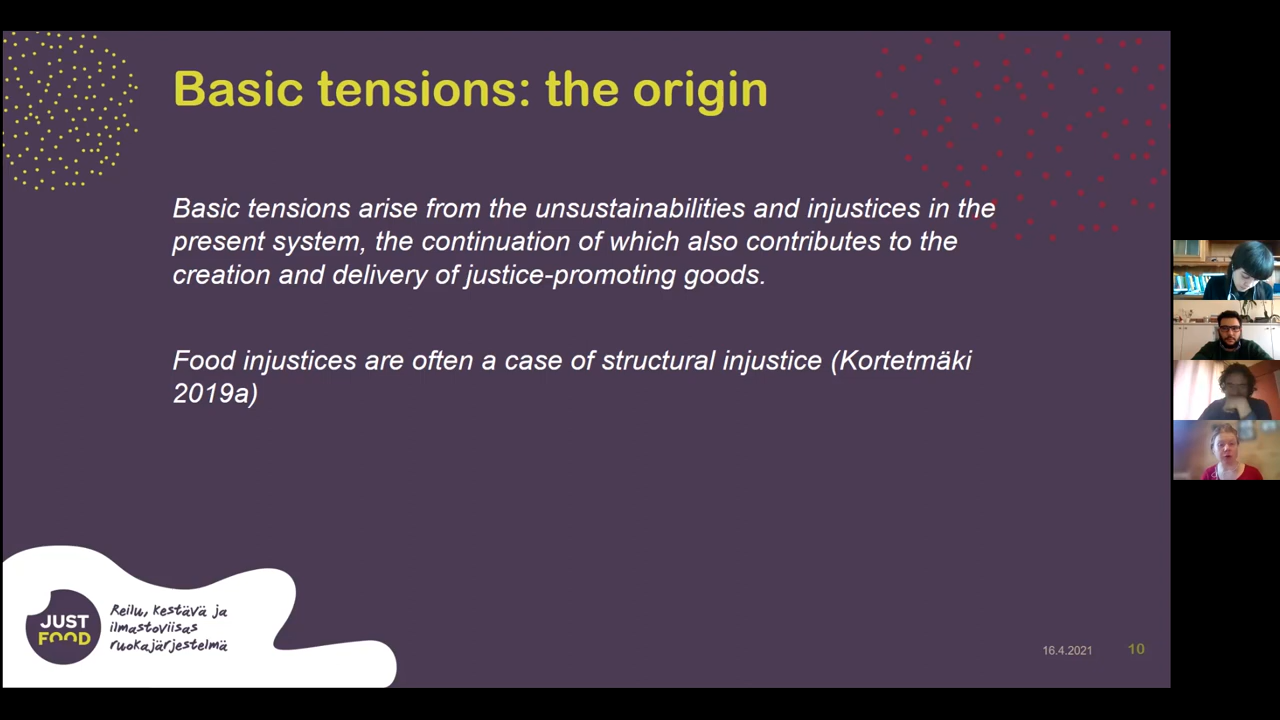 Basic tensions: the origin
Basic tensions arise from the unsustainabilities and injustices in the
present system, the continuation of which also contributes to the
creation and delivery of justice-promoting goods.
Food injustices are often a case of structural injustice (Kortetmäki
2019a)
JUST
FOOD
Reilu, kestävä ja
ilmastoviisas
ruokajärjestelmä
16.4.2021
10